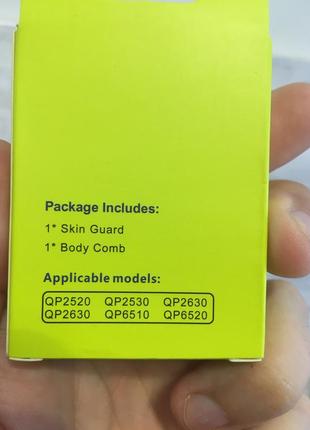 Package Includes:
1* Skin Guard
1* Body Comb
Applicable models:
QP2520 QP2530 QP2630
QP2630 QP6510 QP6520